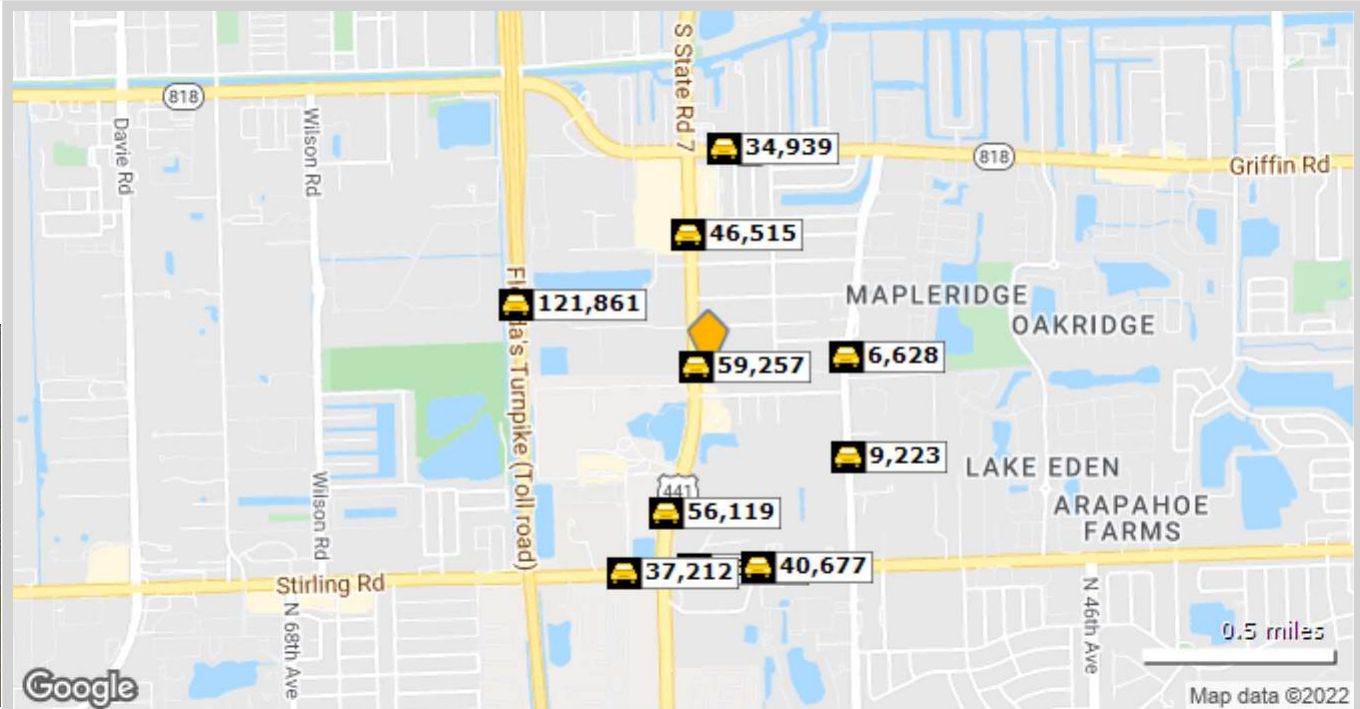 S State Rd 7
818
Davie Rd
Wilson Rd
34,939
818
Griffin Rd
46,515
121,861
MAPLERIDGE
OAKRIDGE
59,257
6,628
Florida's Turnpike (Toll road)
9,223
LAKE EDEN
441
56,119
ARAPAHOE
FARMS
Wilson Rd
37,212
40,677
Stirling Rd
N 68th Ave
N 46th Ave
0.5 miles
Google
Map data ©2022